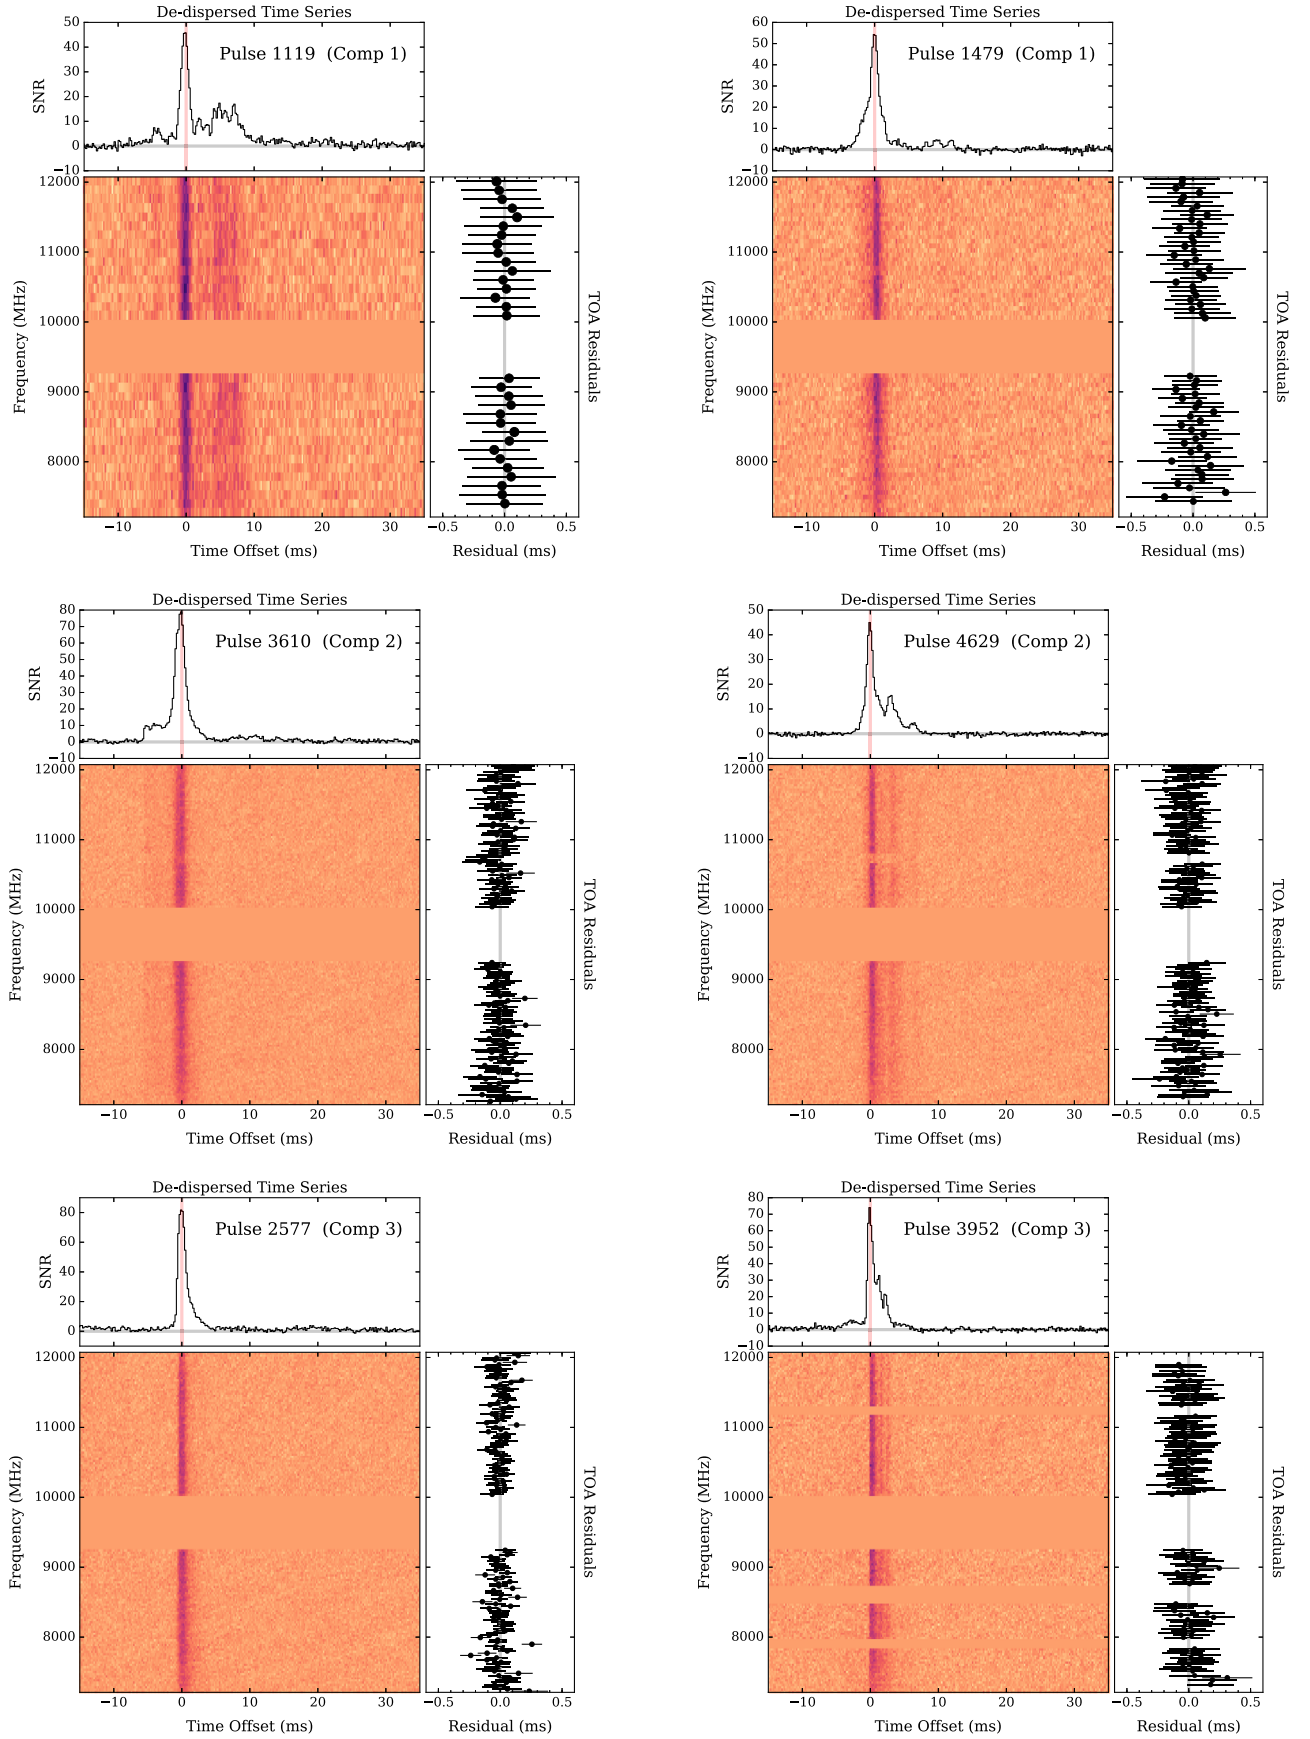 De-dispersed Time Series
Pulse 1119 (Comp 1)
SNR
50
40
30
20
10
0
−10
Frequency (MHz)
12000
11000
10000
9000
8000
−10 0 10 20 30
Time Offset (ms)
−0.5 0.0 0.5
Residual (ms)
TOA Residuals
De-dispersed Time Series
Pulse 1479 (Comp 1)
SNR
60
50
40
30
20
10
0
−10
Frequency (MHz)
12000
11000
10000
9000
8000
−10 0 10 20 30
Time Offset (ms)
−0.5 0.0 0.5
Residual (ms)
TOA Residuals
De-dispersed Time Series
Pulse 3610 (Comp 2)
SNR
80
70
60
50
40
30
20
10
0
−10
Frequency (MHz)
12000
11000
10000
9000
8000
−10 0 10 20 30
Time Offset (ms)
−0.5 0.0 0.5
Residual (ms)
TOA Residuals
De-dispersed Time Series
Pulse 4629 (Comp 2)
SNR
50
40
30
20
10
0
−10
Frequency (MHz)
12000
11000
10000
9000
8000
−10 0 10 20 30
Time Offset (ms)
−0.5 0.0 0.5
Residual (ms)
TOA Residuals
De-dispersed Time Series
Pulse 2577 (Comp 3)
SNR
80
60
40
20
0
Frequency (MHz)
12000
11000
10000
9000
8000
−10 0 10 20 30
Time Offset (ms)
−0.5 0.0 0.5
Residual (ms)
TOA Residuals
De-dispersed Time Series
Pulse 3952 (Comp 3)
SNR
80
70
60
50
40
30
20
10
0
−10
Frequency (MHz)
12000
11000
10000
9000
8000
−10 0 10 20 30
Time Offset (ms)
−0.5 0.0 0.5
Residual (ms)
TOA Residuals